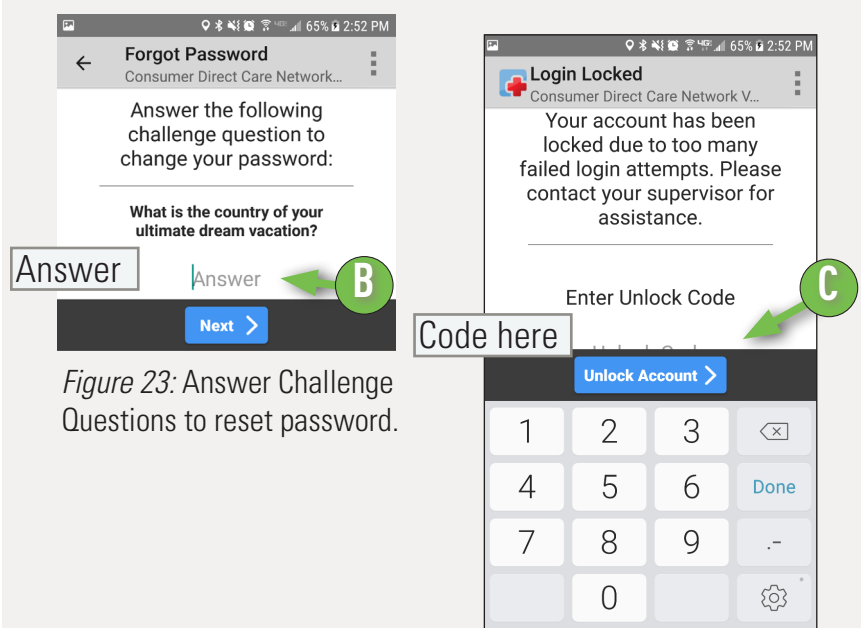 65% 2:52 PM
Forgot Password
Consumer Direct Care Network...
Answer the following
challenge question to
change your password:
What is the country of your
ultimate dream vacation?
Answer
Answer
B
Next
Figure 23: Answer Challenge
Questions to reset password.
4G 65% 2:52 PM
Login Locked
Consumer Direct Care Network V...
Your account has been
locked due to too many
failed login attempts. Please
contact your supervisor for
assistance.
Enter Unlock Code
C
Code here
Unlock Account
1 2 3
4 5 6 Done
7 8 9 .-
0